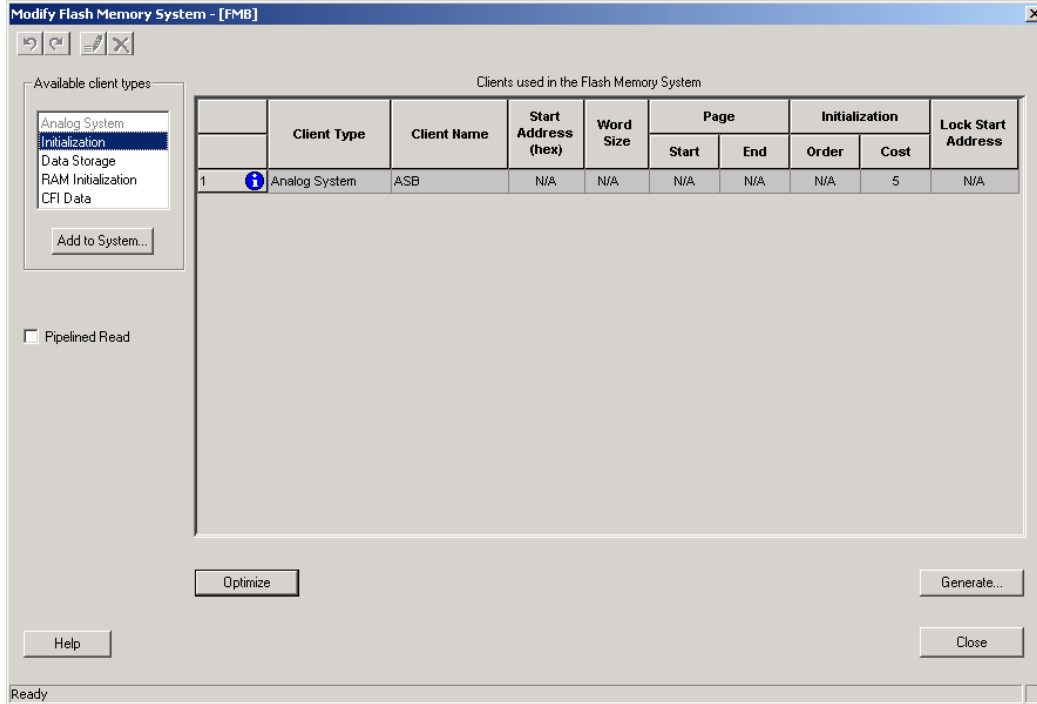 Modify Flash Memory System - [FMB]
Available client types
Analog System
Initialization
Data Storage
RAM Initialization
CFI Data
Add to System...
Pipelined Read
Clients used in the Flash Memory System
Client Type Client Name Start Address (hex) Word Size Page Initialization Lock Start Address
Start End Order Cost
1 Analog System ASB N/A N/A N/A N/A N/A 5 N/A
Optimize Generate...
Help Close
Ready